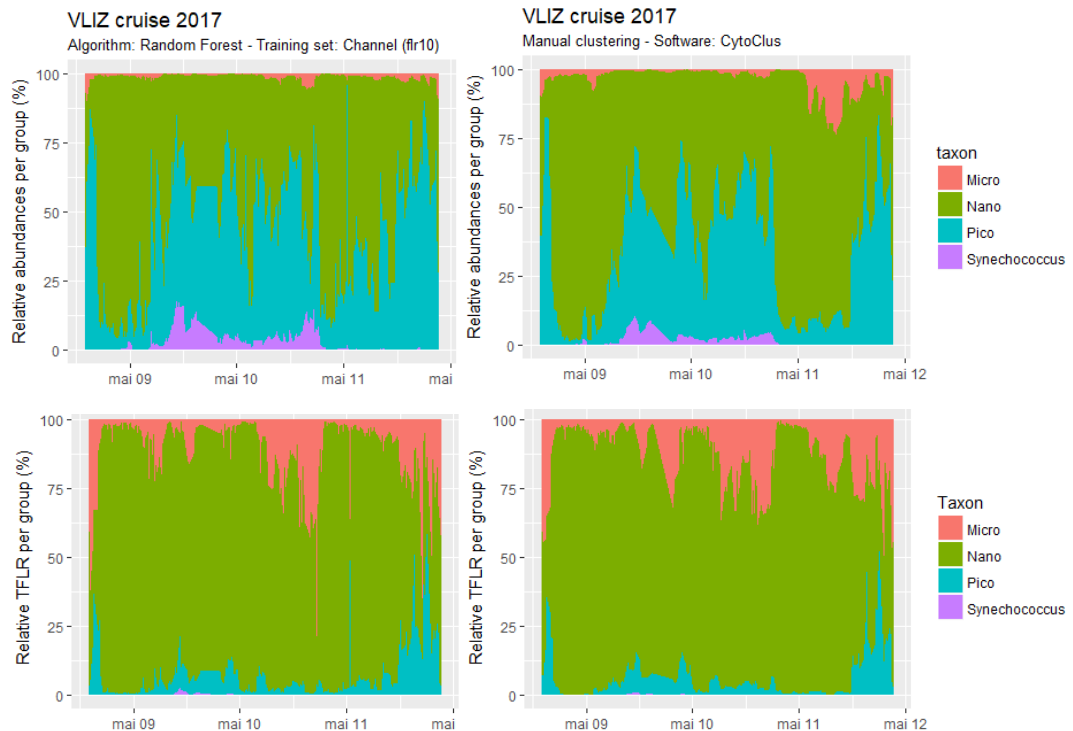 VLIZ cruise 2017
Algorithm: Random Forest - Training set: Channel (flr10)
Relative abundances per group (%)
100
75
50
25
0
mai 09
mai 10
mai 11
mai
VLIZ cruise 2017
Manual clustering - Software: CytoClus
Relative abundances per group (%)
100
75
50
25
0
mai 09
mai 10
mai 11
mai 12
taxon
Micro
Nano
Pico
Synechococcus
Relative TFLR per group (%)
100
75
50
25
0
mai 09
mai 10
mai 11
mai
Relative TFLR per group (%)
100
75
50
25
0
mai 09
mai 10
mai 11
mai 12
Taxon
Micro
Nano
Pico
Synechococcus